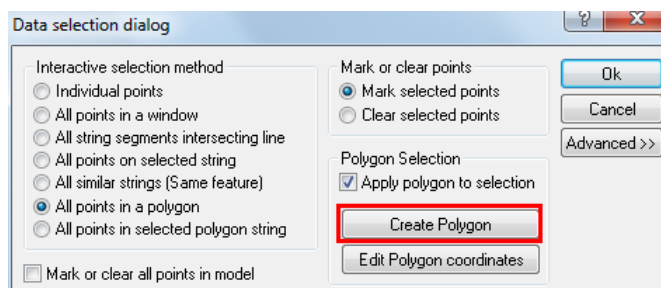 Data selection dialog
? X
Interactive selection method
Individual points
All points in a window
All string segments intersecting line
All points on selected string
All similar strings (Same feature)
All points in a polygon
All points in selected polygon string
Mark or clear all points in model
Mark or clear points
Mark selected points
Clear selected points
Polygon Selection
Apply polygon to selection
Create Polygon
Edit Polygon coordinates
Ok
Cancel
Advanced >>